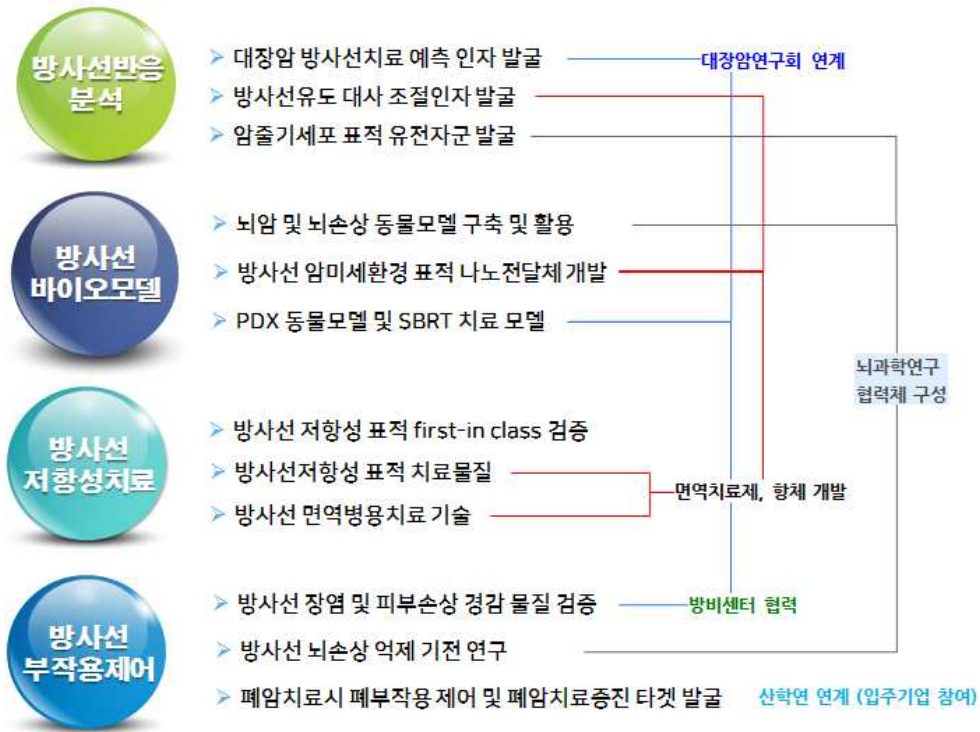 방사선반응
분석
➢ 대장암 방사선치료 예측 인자 발굴
대장암연구회 연계
➢ 방사선유도 대사 조절인자 발굴
➢ 암줄기세포 표적 유전자군 발굴
방사선
바이오모델
➢ 뇌암 및 뇌손상 동물모델 구축 및 활용
➢ 방사선 암미세환경 표적 나노전달체 개발
➢ PDX 동물모델 및 SBRT 치료 모델
뇌과학연구
협력체 구성
방사선
저항성치료
➢ 방사선 저항성 표적 first-in class 검증
➢ 방사선저항성 표적 치료물질
➢ 방사선 면역병용치료 기술
면역치료제, 항체 개발
방사선
부작용제어
➢ 방사선 장염 및 피부손상 경감 물질 검증
방비센터 협력
➢ 방사선 뇌손상 억제 기전 연구
➢ 폐암치료시 폐부작용 제어 및 폐암치료증진 타겟 발굴
산학연 연계 (입주기업 참여)